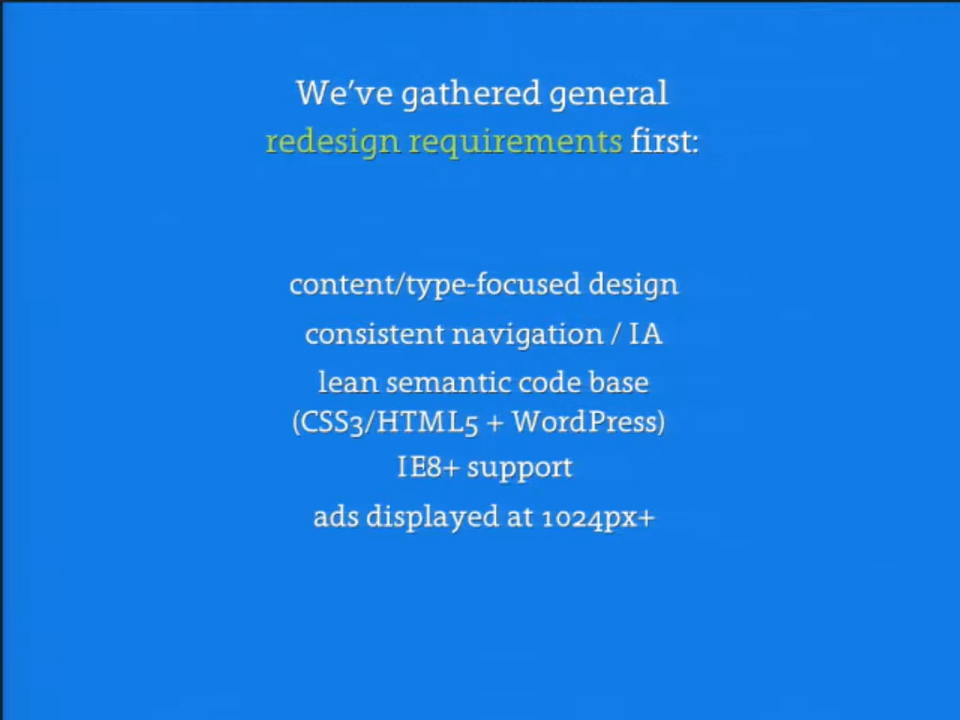 We've gathered general
redesign requirements first:
content/type-focused design
consistent navigation / IA
lean semantic code base
(CSS3/HTML5 + WordPress)
IE8+ support
ads displayed at 1024px+